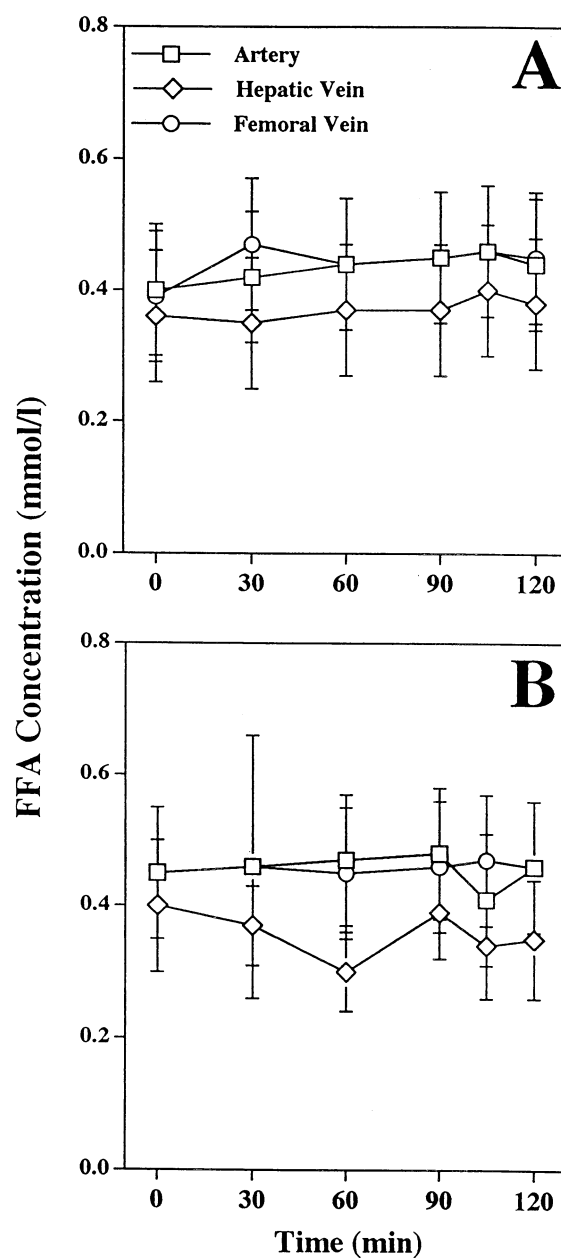 0.8
Artery
A
Hepatic Vein
Femoral Vein
0.6
0.4
0.2
0.0
0 30 60 90 120
FFA Concentration (mmol/l)
0.8
B
0.6
0.4
0.2
0.0
0 30 60 90 120
Time (min)